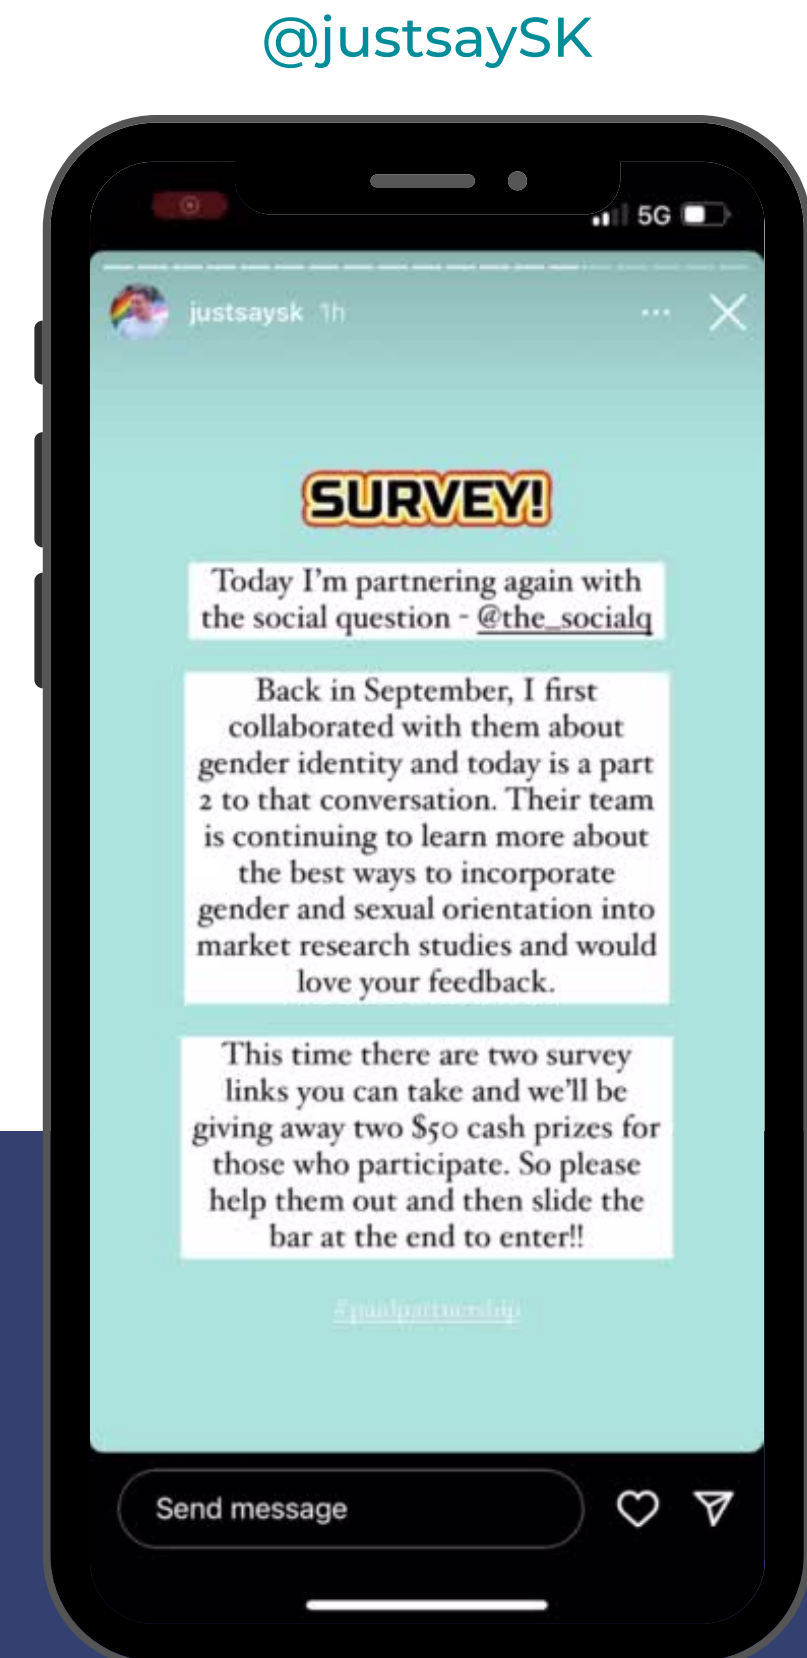 @justsaySK
5G
justsaysk 1h
SURVEY!
Today I'm partnering again with
the social question - @the_socialq
Back in September, I first
collaborated with them about
gender identity and today is a part
2 to that conversation. Their team
is continuing to learn more about
the best ways to incorporate
gender and sexual orientation into
market research studies and would
love your feedback.
This time there are two survey
links you can take and we'll be
giving away two $50 cash prizes for
those who participate. So please
help them out and then slide the
bar at the end to enter!!
#paidpartnership
Send message